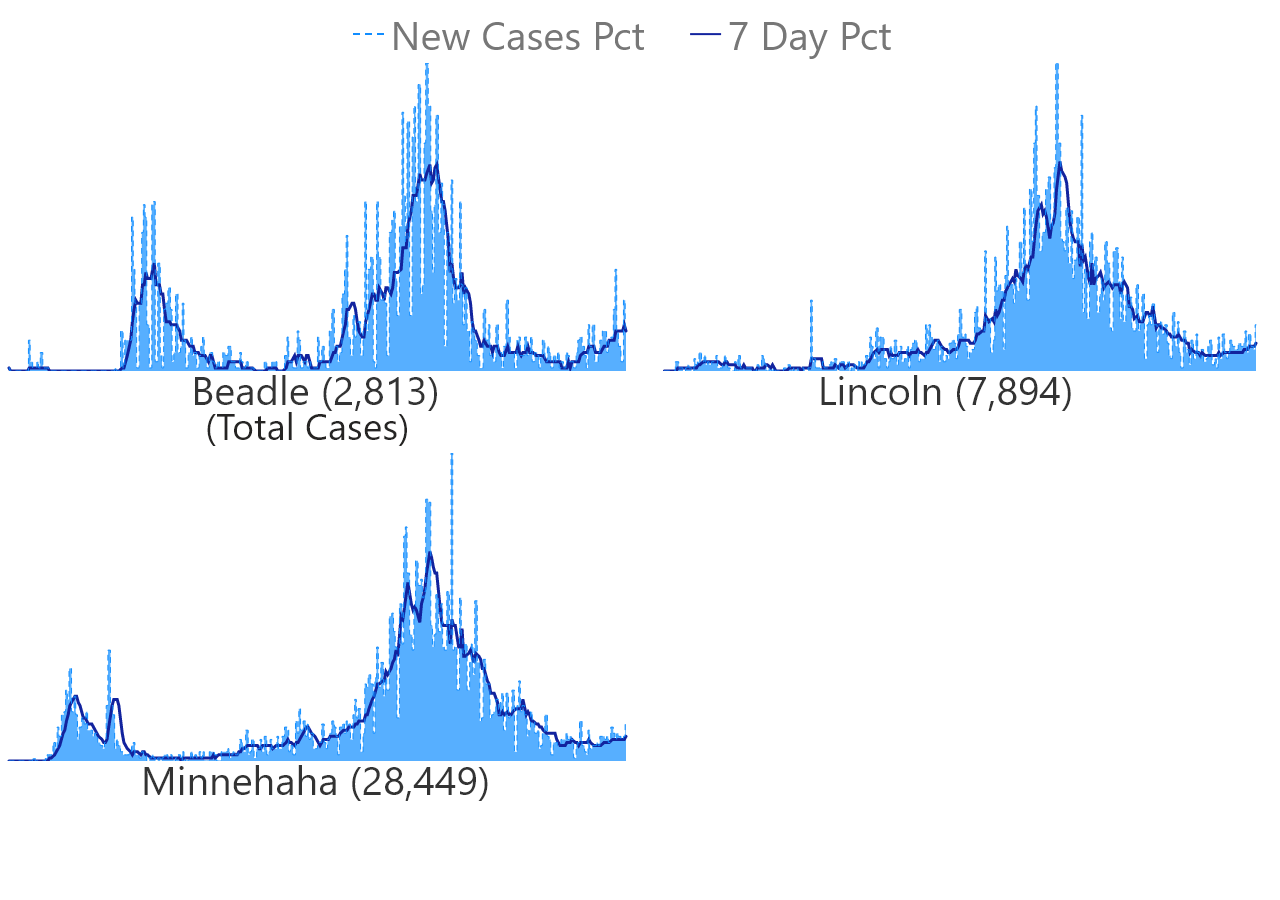 New Cases Pct 7 Day Pct
Beadle (2,813)
(Total Cases)
Lincoln (7,894)
Minnehaha (28,449)